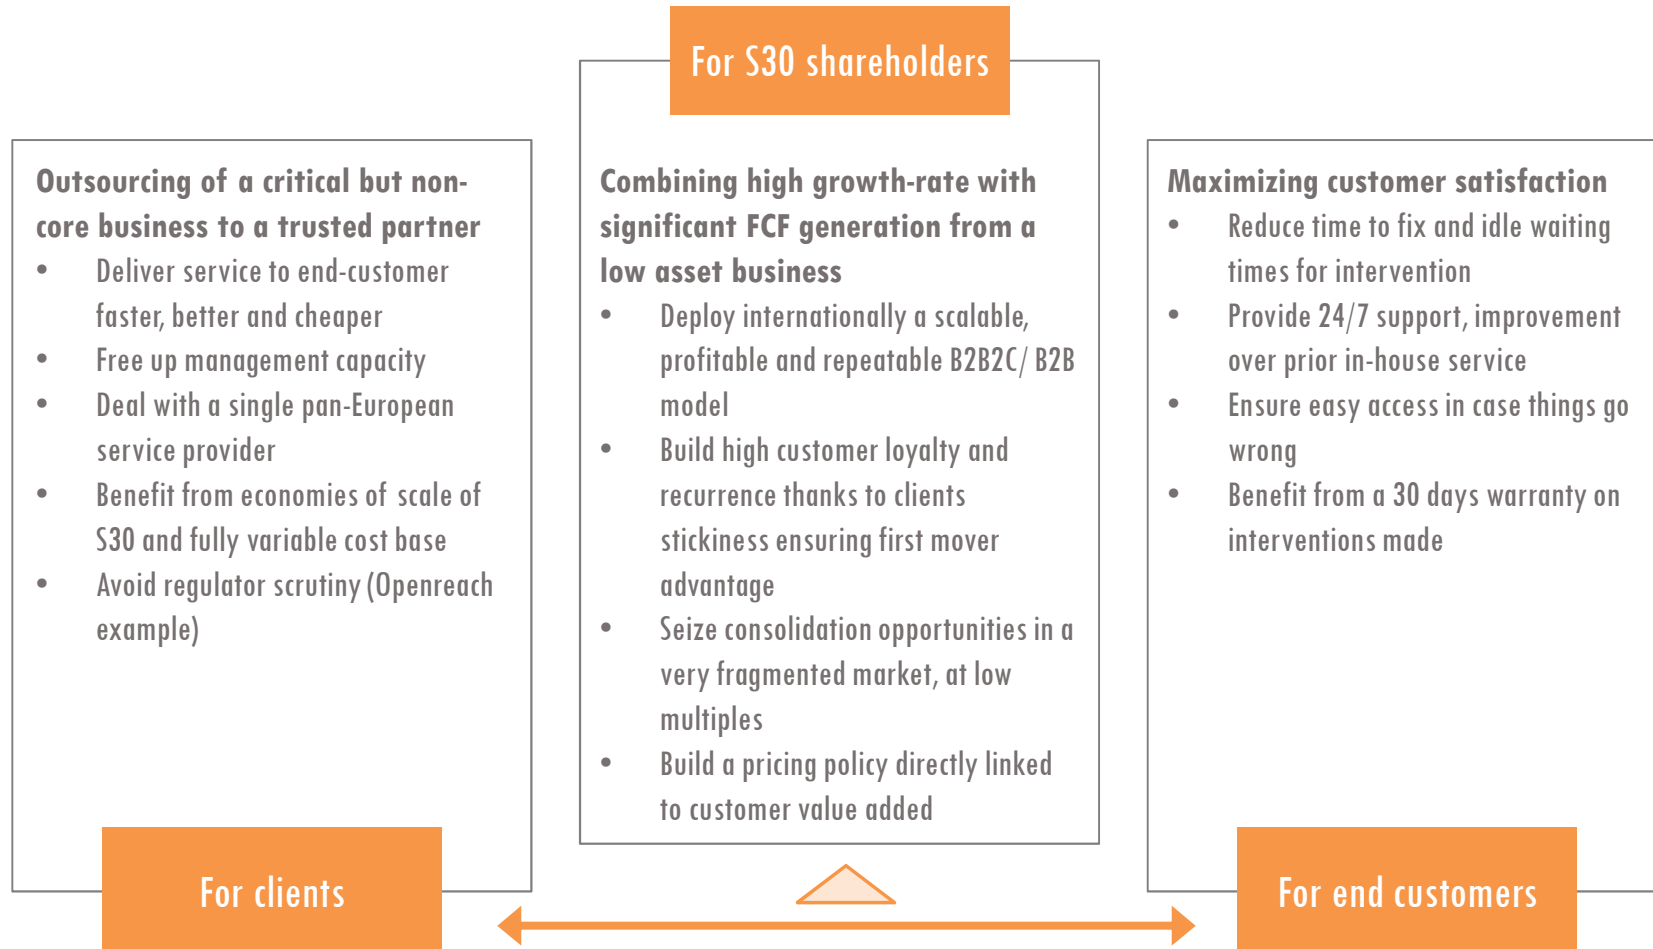 For S30 shareholders
Outsourcing of a critical but non-
core business to a trusted partner
• Deliver service to end-customer
faster, better and cheaper
• Free up management capacity
• Deal with a single pan-European
service provider
• Benefit from economies of scale of
S30 and fully variable cost base
• Avoid regulator scrutiny (Openreach
example)
For clients
Combining high growth-rate with
significant FCF generation from a
low asset business
• Deploy internationally a scalable,
profitable and repeatable B2B2C/ B2B
model
• Build high customer loyalty and
recurrence thanks to clients
stickiness ensuring first mover
advantage
• Seize consolidation opportunities in a
very fragmented market, at low
multiples
• Build a pricing policy directly linked
to customer value added
Maximizing customer satisfaction
• Reduce time to fix and idle waiting
times for intervention
• Provide 24/7 support, improvement
over prior in-house service
• Ensure easy access in case things go
wrong
• Benefit from a 30 days warranty on
interventions made
For end customers